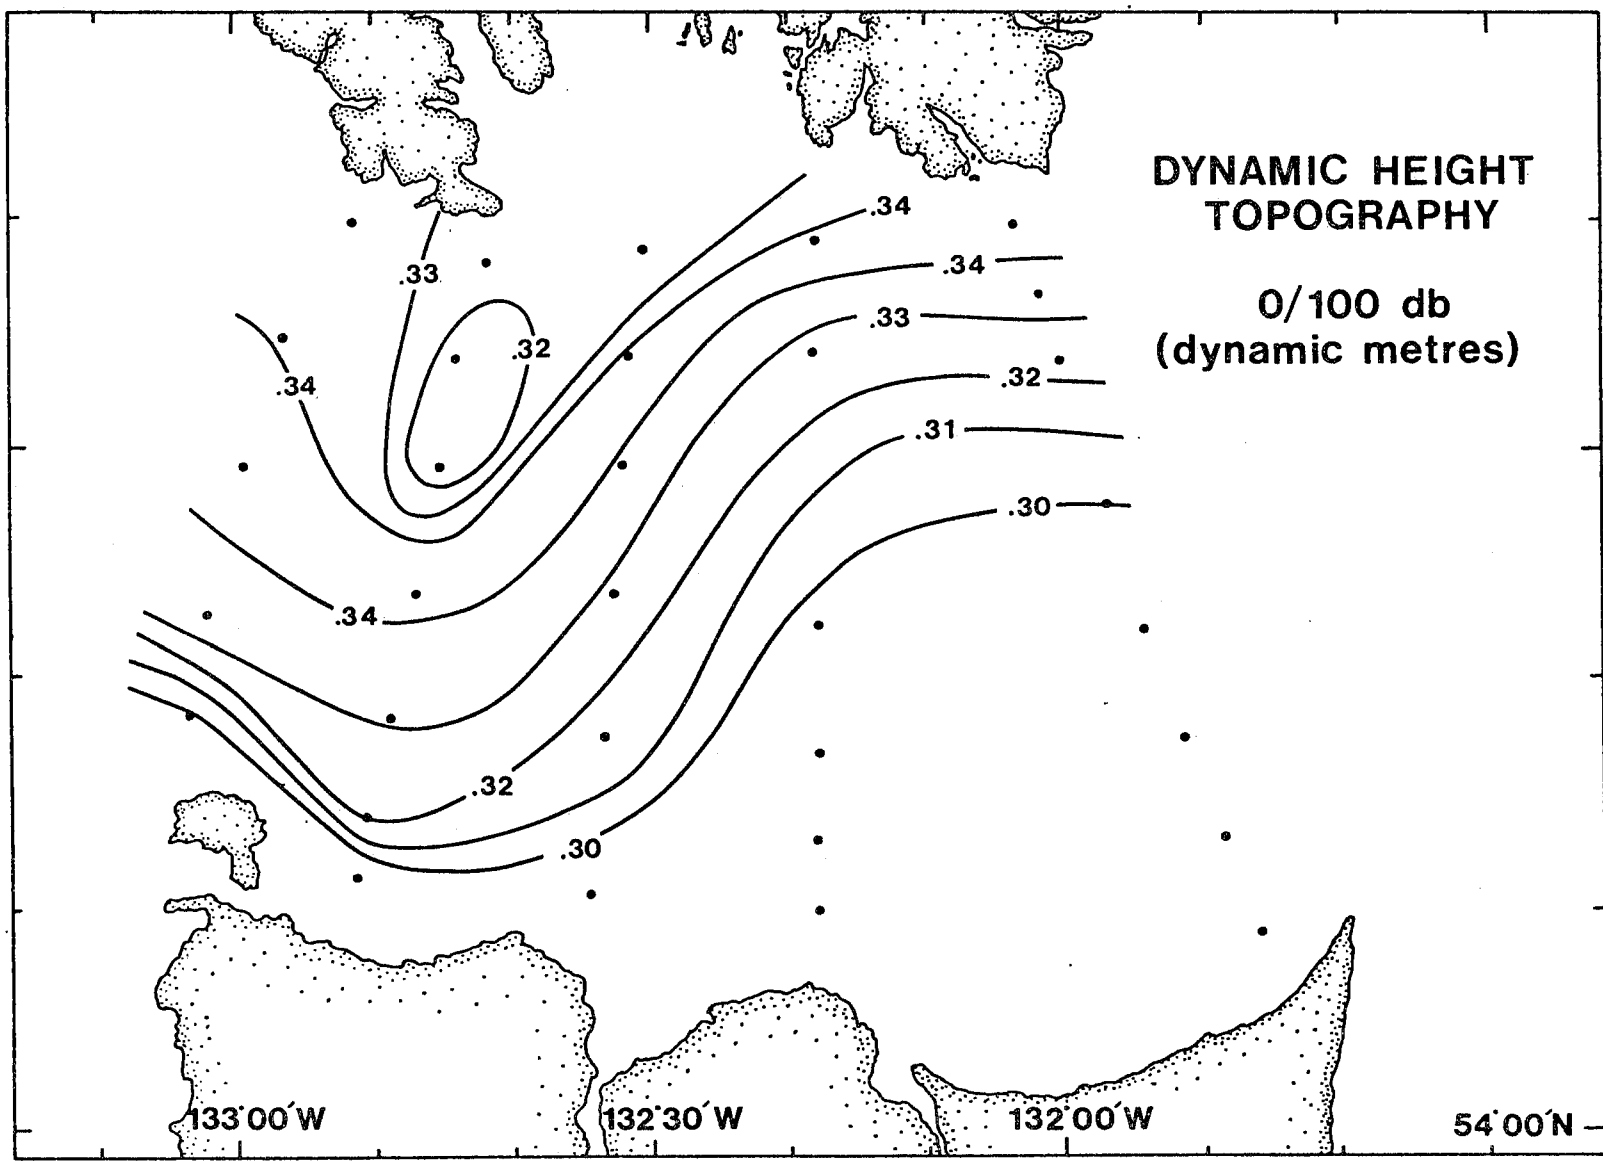 DYNAMIC HEIGHT
TOPOGRAPHY
0/100 db
(dynamic metres)
.34
.34
.33
.33
.32
.32
.34
.31
.30
.34
.32
.30
133°00′W
132°30′W
132°00′W
54°00′N